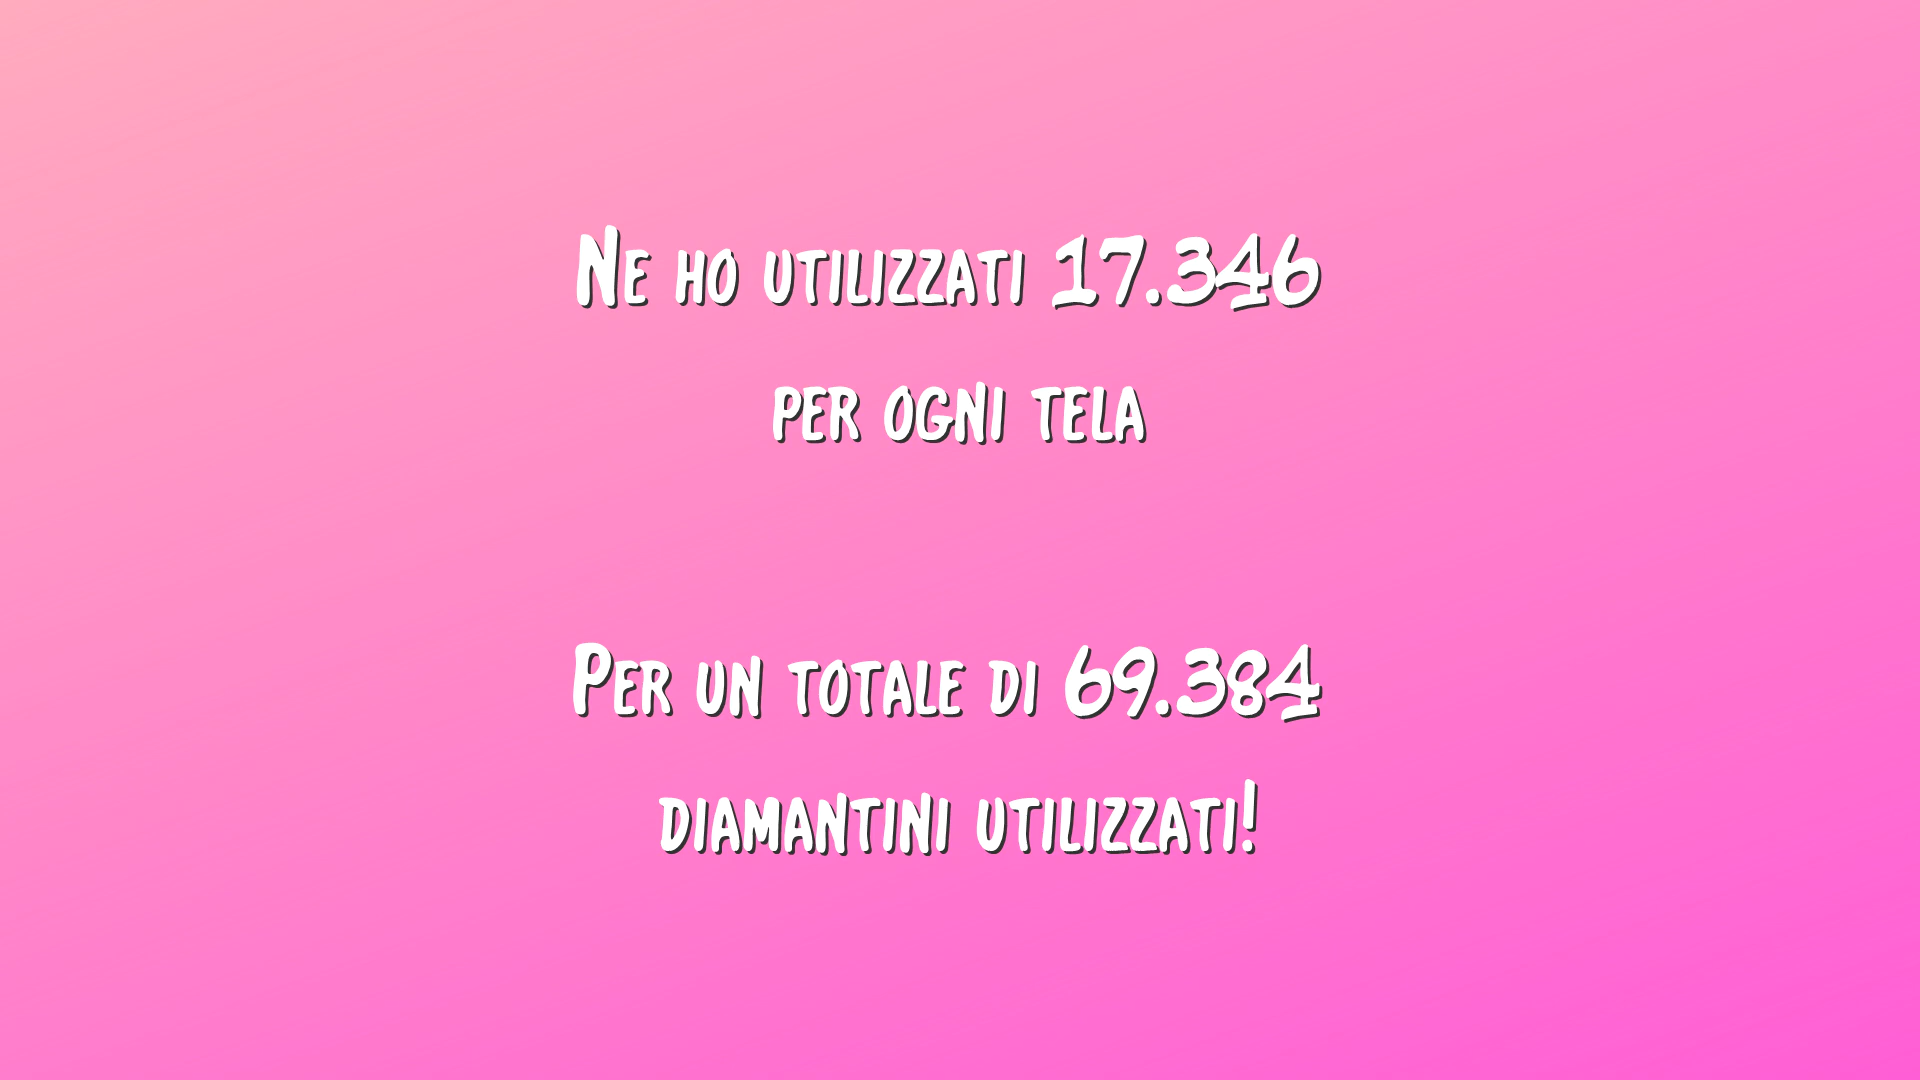 Ne ho utilizzati 17.346
per ogni tela
Per un totale di 69.384
diamantini utilizzati!